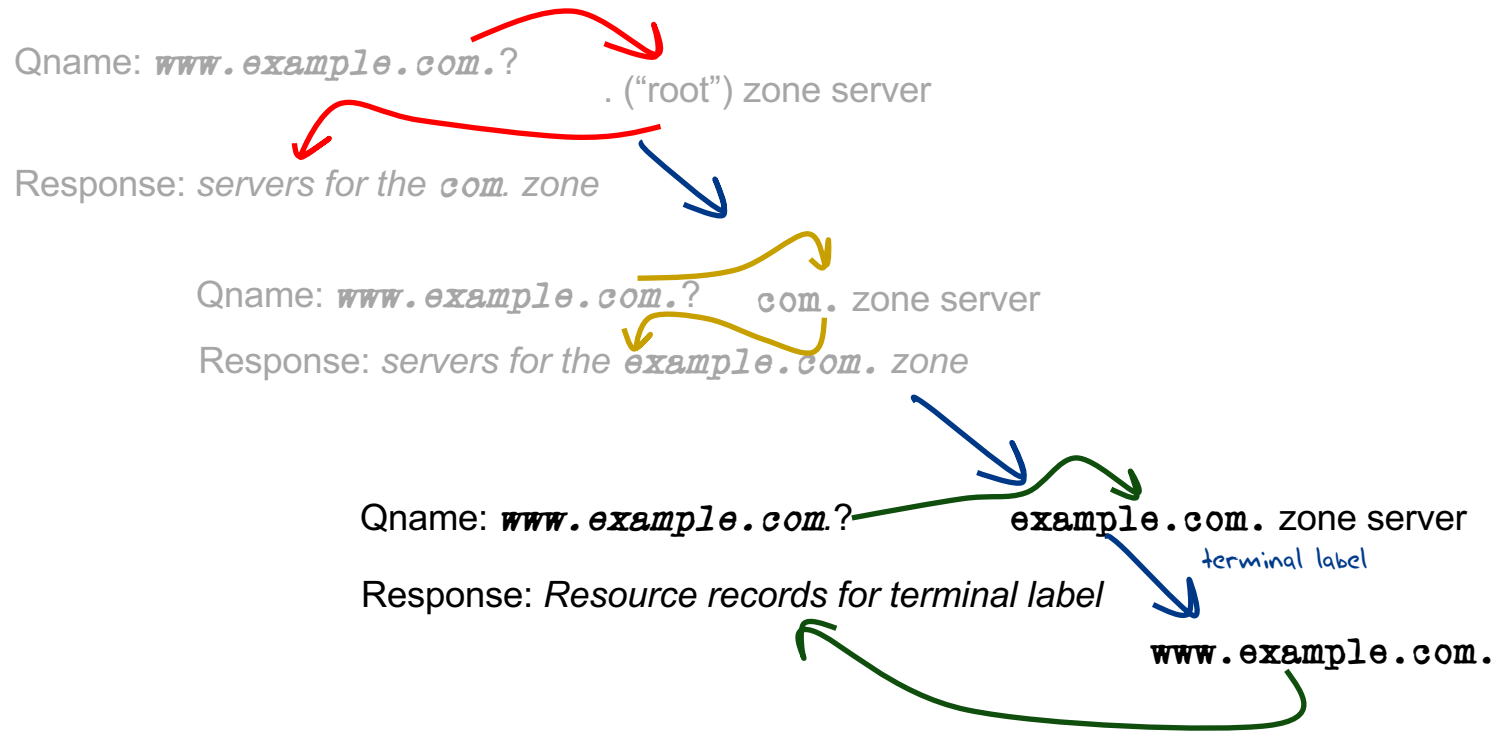 Qname: www.example.com.?
. (“root”) zone server
Response: servers for the com. zone
Qname: www.example.com.? com. zone server
Response: servers for the example.com. zone
Qname: www.example.com.? example.com. zone server
terminal label
Response: Resource records for terminal label
www.example.com.